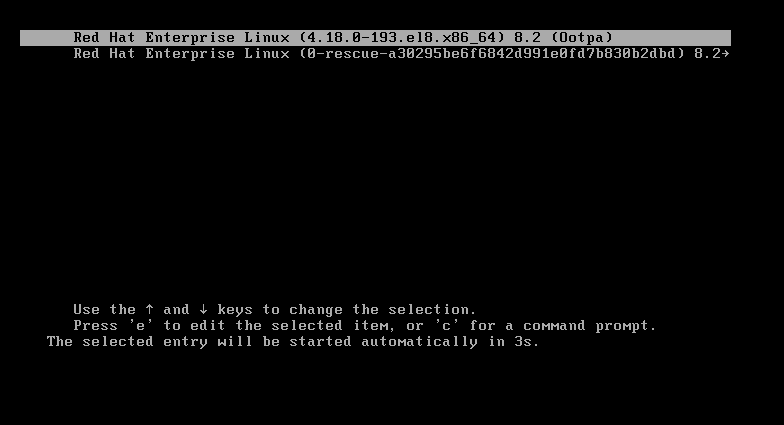 Red Hat Enterprise Linux (4.18.0-193.el8.x86_64) 8.2 (Ootpa)
Red Hat Enterprise Linux (0-rescue-a30295be6f6842d991e0fd7b830b2dbd) 8.2→
Use the ↑ and ↓ keys to change the selection.
Press 'e' to edit the selected item, or 'c' for a command prompt.
The selected entry will be started automatically in 3s.